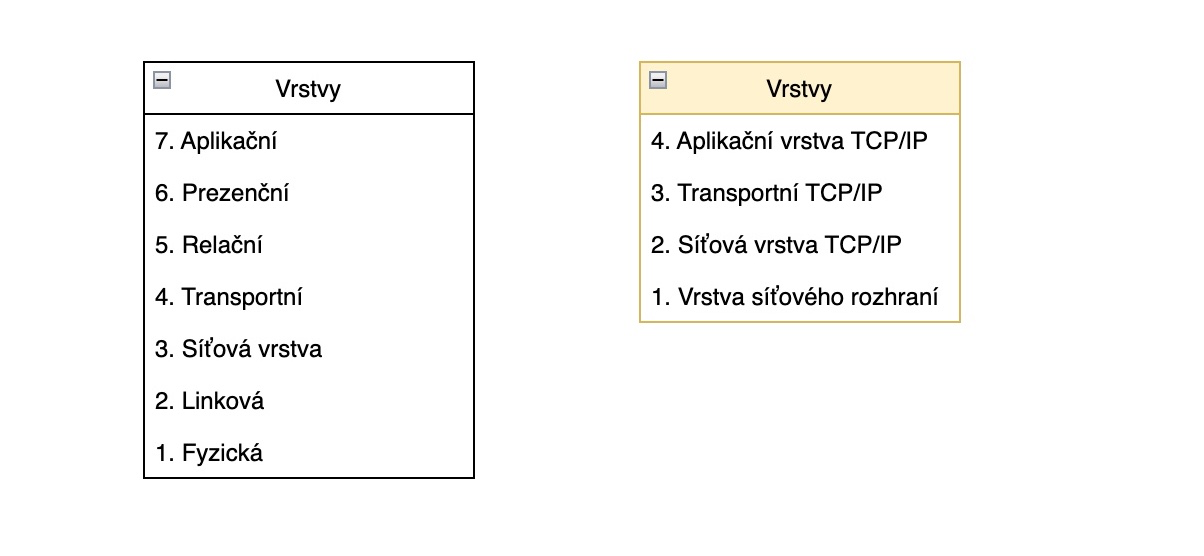 Vrstvy
7. Aplikační
6. Prezenční
5. Relační
4. Transportní
3. Síťová vrstva
2. Linková
1. Fyzická
Vrstvy
4. Aplikační vrstva TCP/IP
3. Transportní TCP/IP
2. Síťová vrstva TCP/IP
1. Vrstva síťového rozhraní